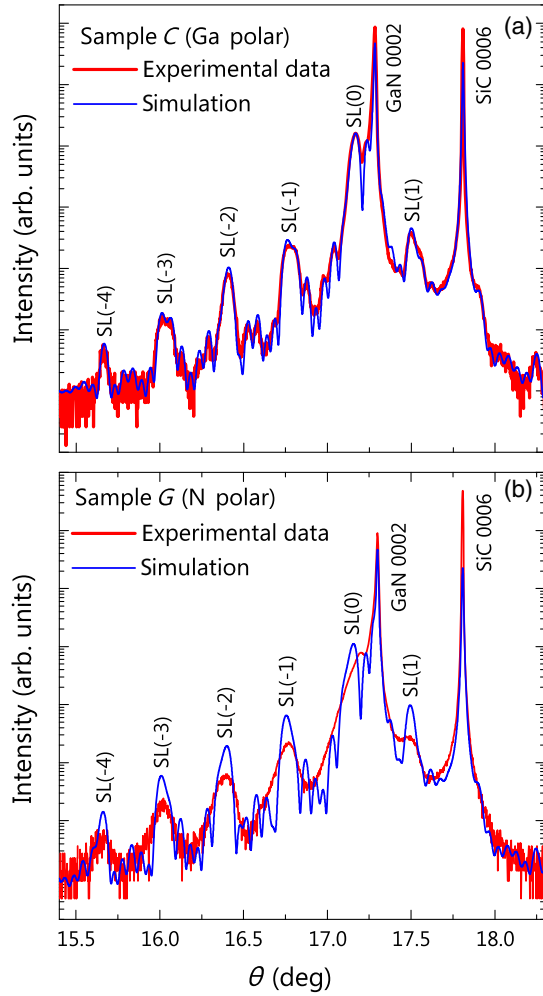 (a)
Sample C (Ga polar)
Experimental data
Simulation
SL(-4)
SL(-3)
SL(-2)
SL(-1)
SL(0)
GaN 0002
SL(1)
SiC 0006
Intensity (arb. units)
(b)
Sample G (N polar)
Experimental data
Simulation
SL(-4)
SL(-3)
SL(-2)
SL(-1)
SL(0)
GaN 0002
SL(1)
SiC 0006
Intensity (arb. units)
15.5 16.0 16.5 17.0 17.5 18.0
θ (deg)